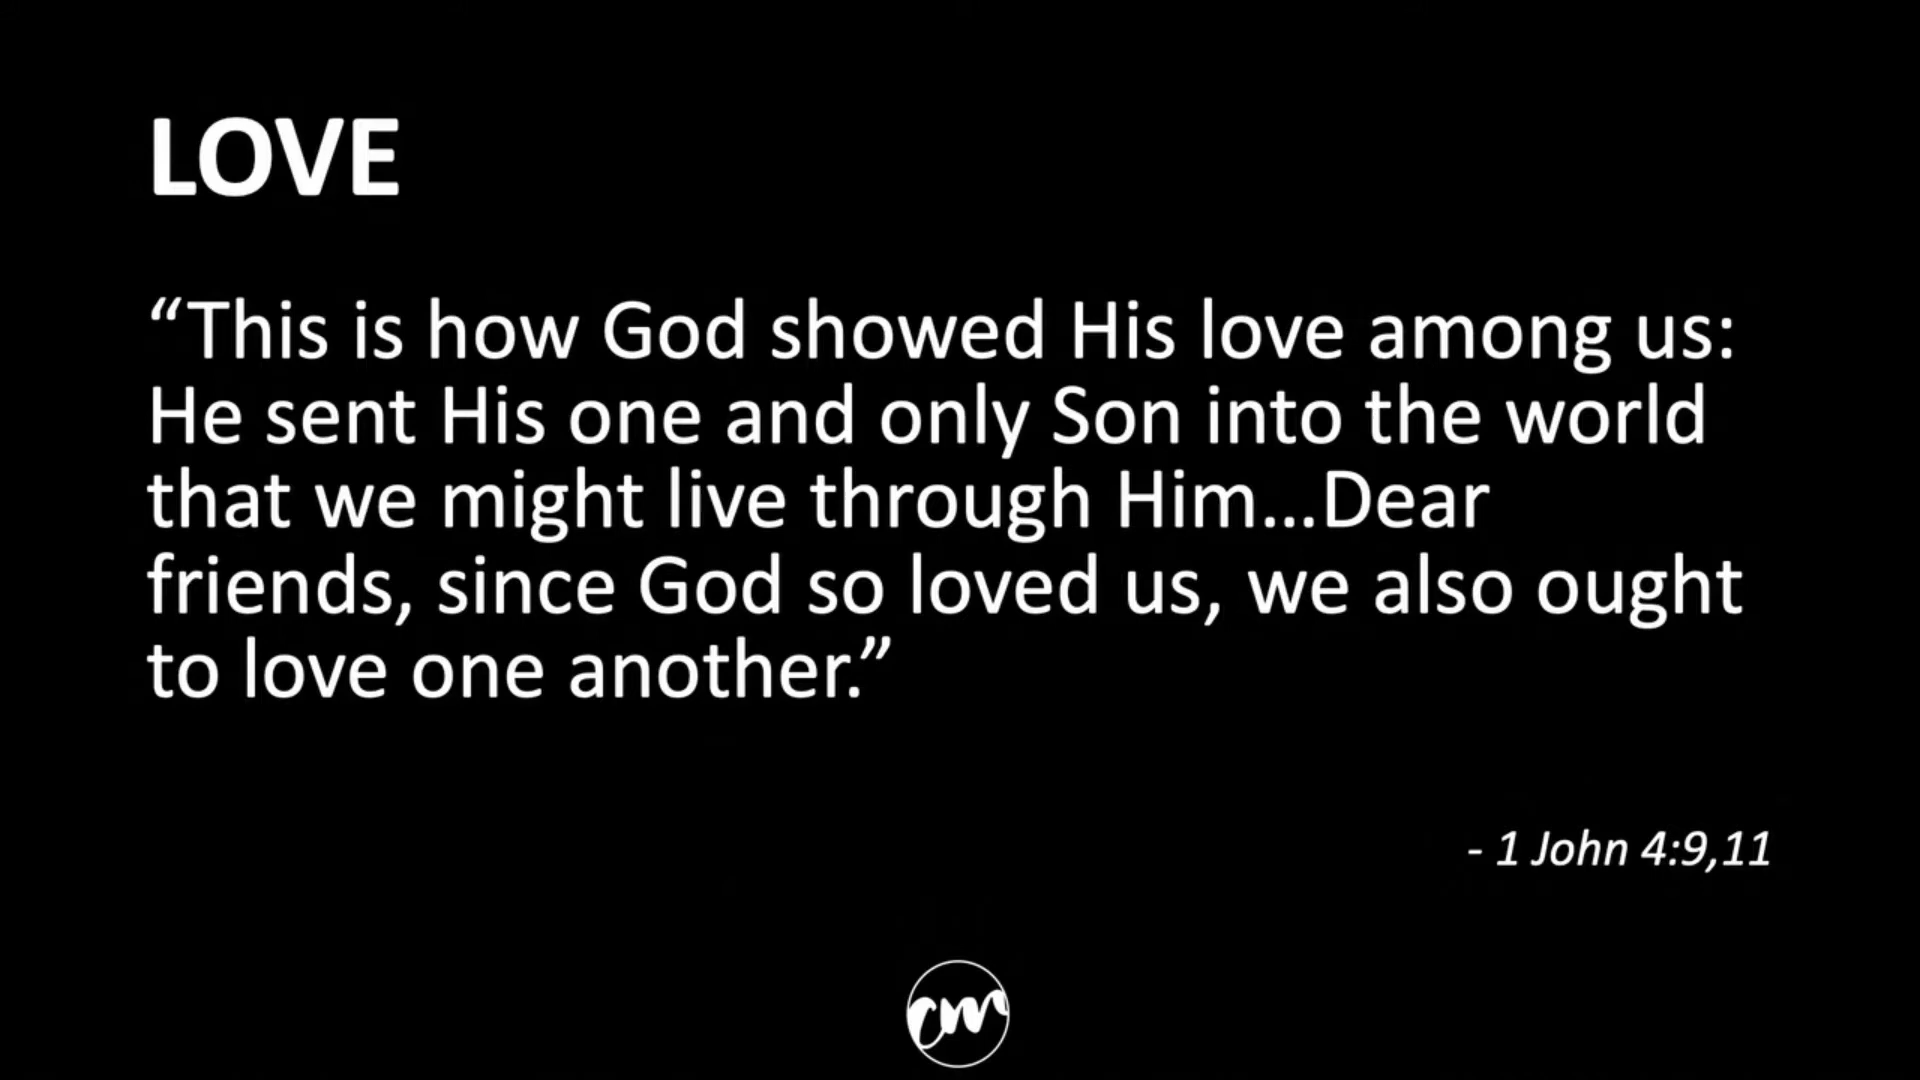 LOVE
“This is how God showed His love among us:
He sent His one and only Son into the world
that we might live through Him...Dear
friends, since God so loved us, we also ought
to love one another.”
- 1 John 4:9,11
cm